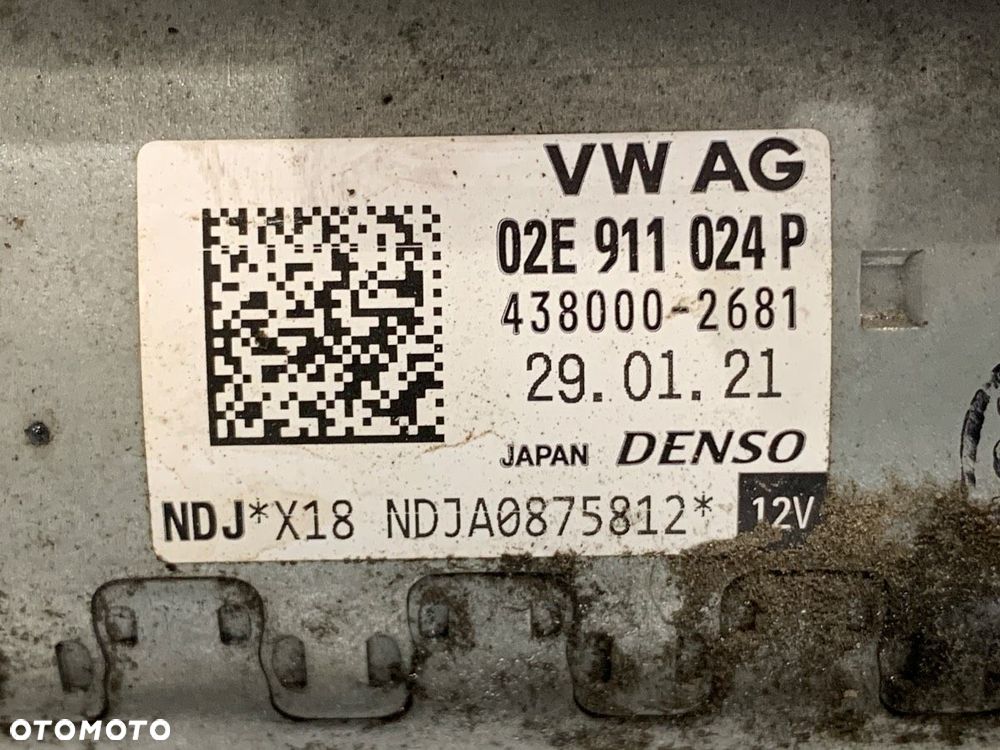 VW AG
02E 911 024 P
438000-2681
29.01.21
JAPAN DENSO
NDJ*X18 NDJA0875812* 12V
OTOMOTO